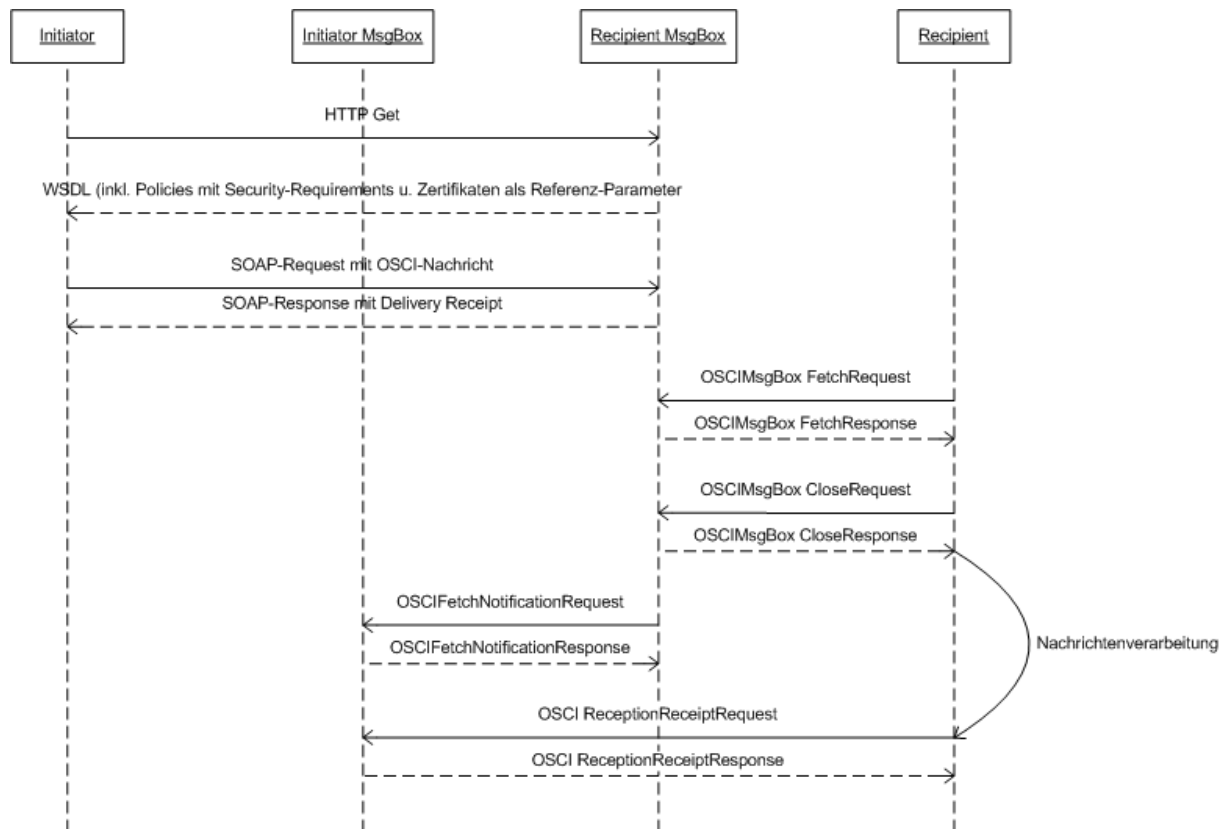 Initiator
Initiator MsgBox
Recipient MsgBox
Recipient
HTTP Get
WSDL (inkl. Policies mit Security-Requirements u. Zertifikaten als Referenz-Parameter
SOAP-Request mit OSCI-Nachricht
SOAP-Response mit Delivery Receipt
OSCIMsgBox FetchRequest
OSCIMsgBox FetchResponse
OSCIMsgBox CloseRequest
OSCIMsgBox CloseResponse
OSCIFetchNotificationRequest
OSCIFetchNotificationResponse
Nachrichtenverarbeitung
OSCI ReceptionReceiptRequest
OSCI ReceptionReceiptResponse